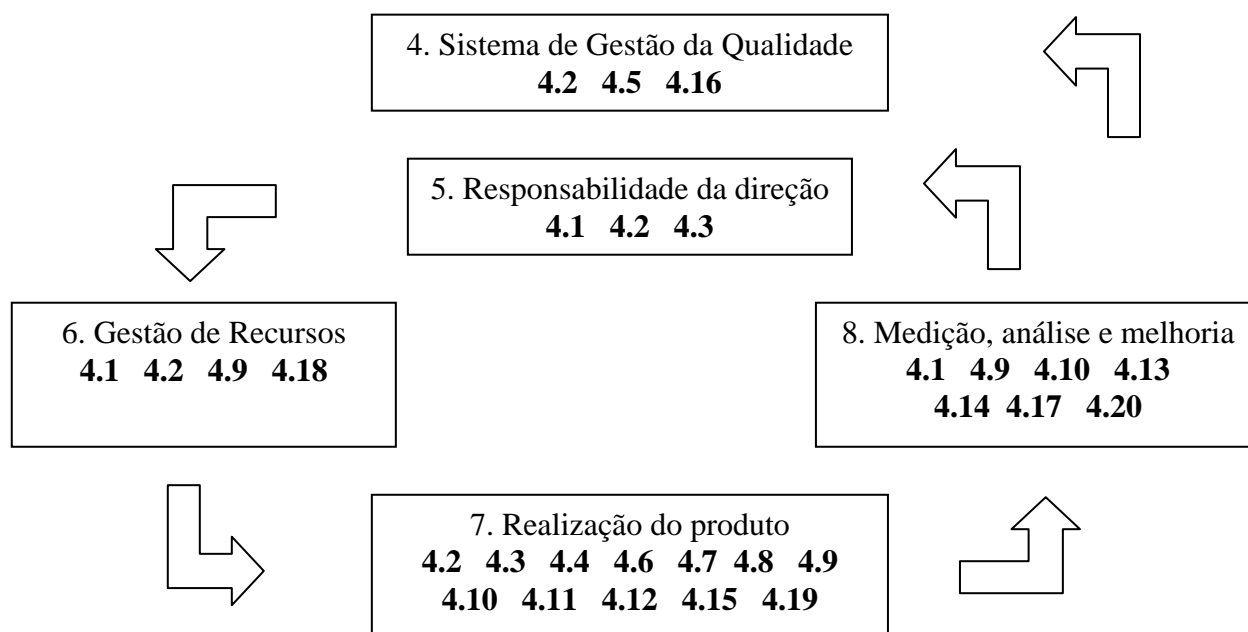 4. Sistema de Gestão da Qualidade
4.2 4.5 4.16
5. Responsabilidade da direção
4.1 4.2 4.3
6. Gestão de Recursos
4.1 4.2 4.9 4.18
8. Medição, análise e melhoria
4.1 4.9 4.10 4.13
4.14 4.17 4.20
7. Realização do produto
4.2 4.3 4.4 4.6 4.7 4.8 4.9
4.10 4.11 4.12 4.15 4.19